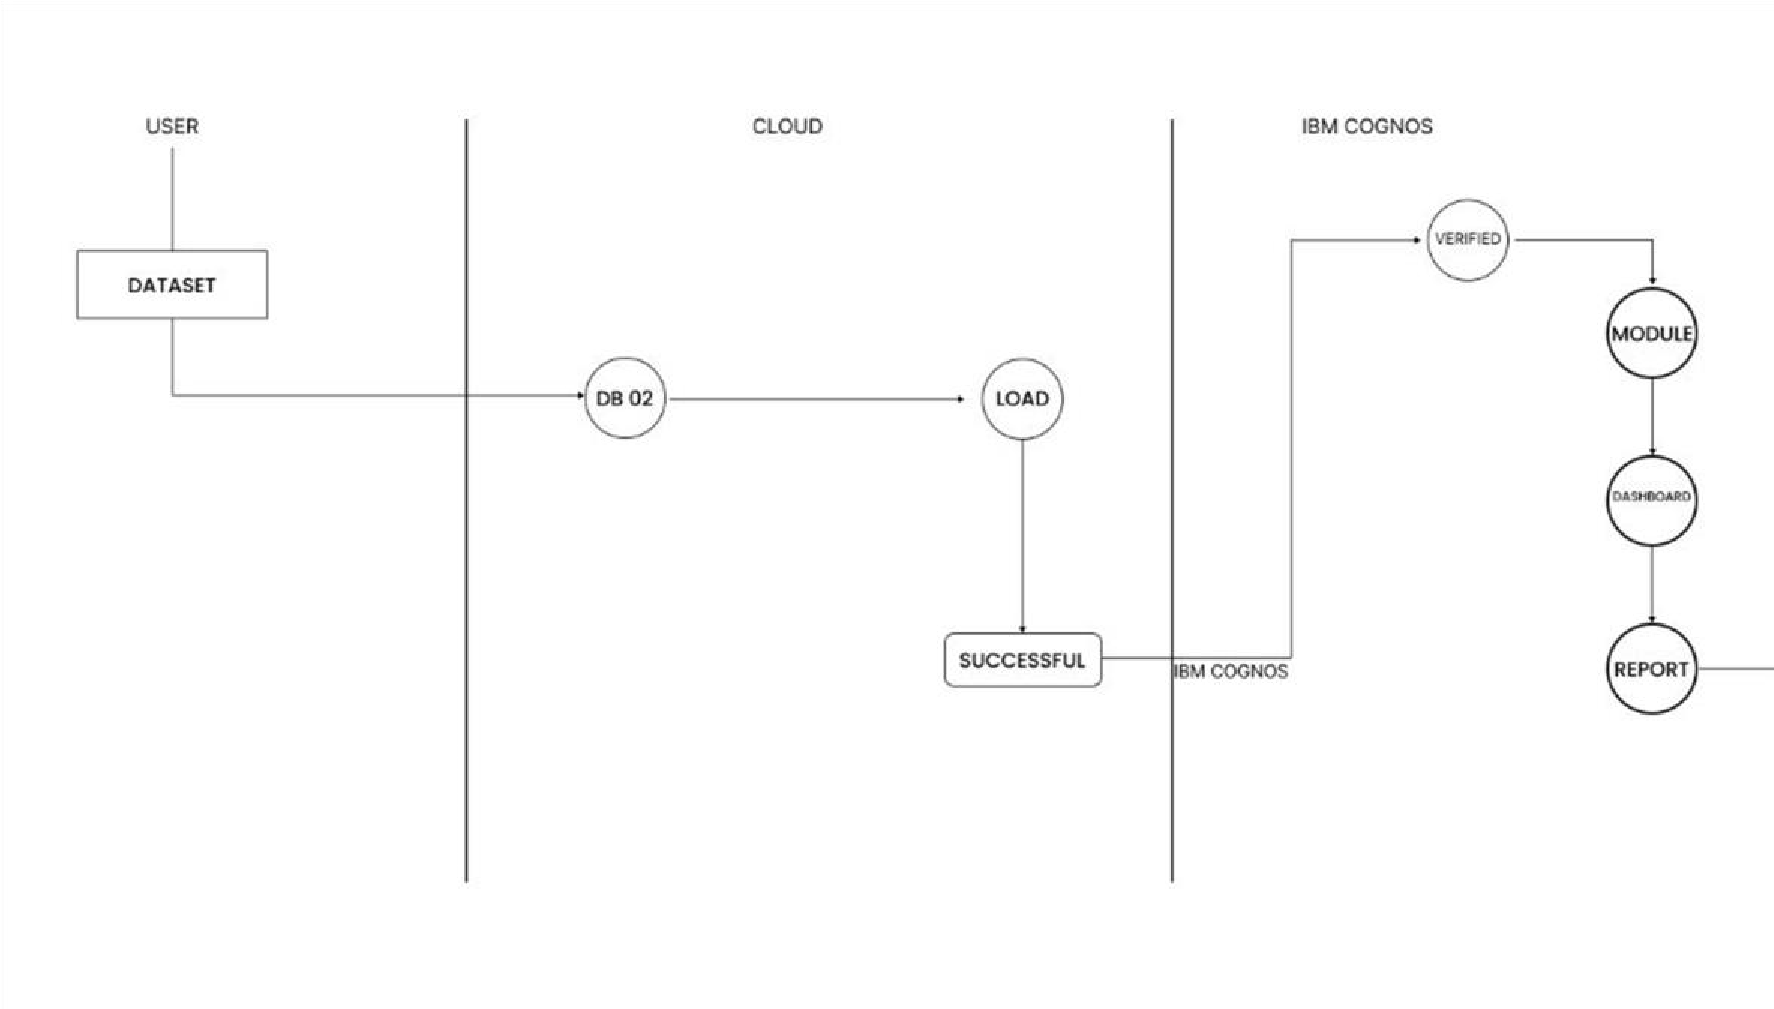 USER
CLOUD
IBM COGNOS
DATASET
DB 02
LOAD
SUCCESSFUL
IBM COGNOS
VERIFIED
MODULE
DASHBOARD
REPORT